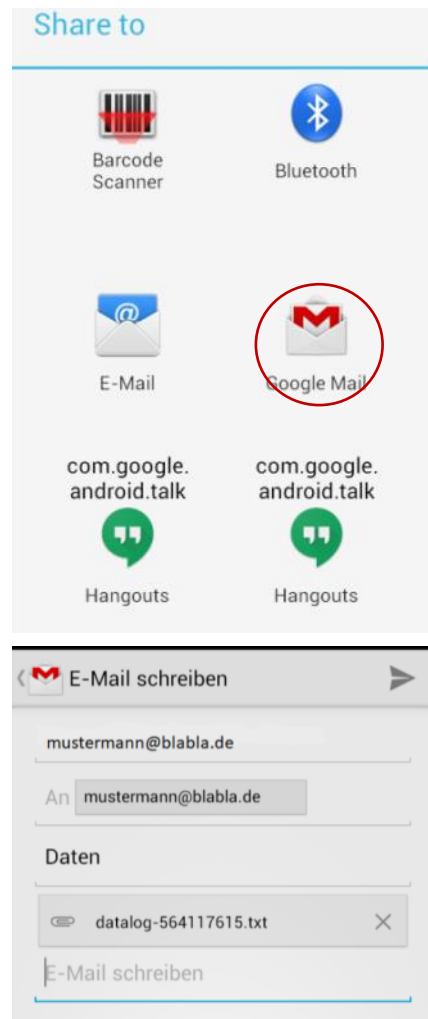 Share to
Barcode
Scanner
Bluetooth
@
E-Mail
Google Mail
com.google.
android.talk
com.google.
android.talk
Hangouts
Hangouts
E-Mail schreiben
mustermann@blabla.de
An mustermann@blabla.de
Daten
datalog-564117615.txt
E-Mail schreiben